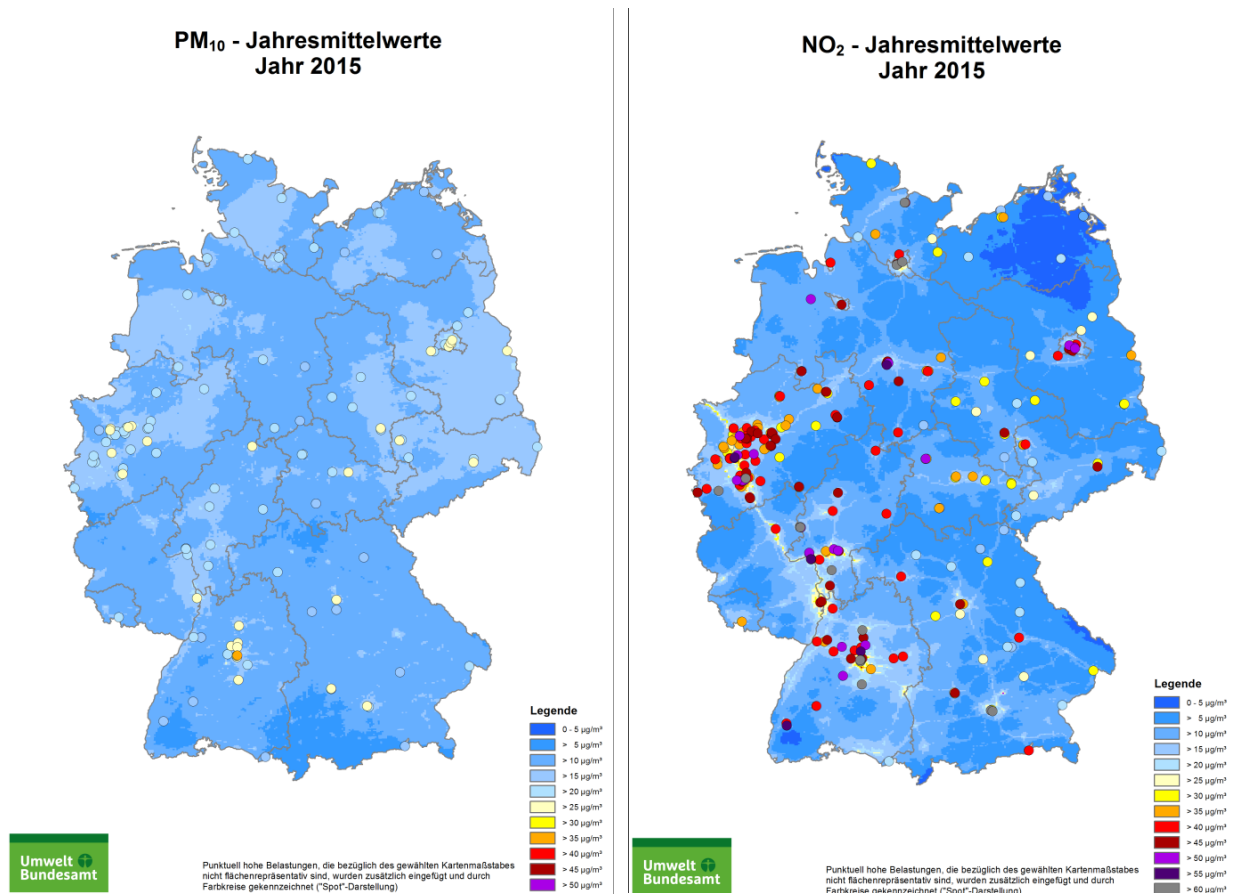 PM₁₀ - Jahresmittelwerte
Jahr 2015
Legende
0 - 5 µg/m³
> 5 µg/m³
> 10 µg/m³
> 15 µg/m³
> 20 µg/m³
> 25 µg/m³
> 30 µg/m³
> 35 µg/m³
> 40 µg/m³
> 45 µg/m³
> 50 µg/m³
Umwelt
Bundesamt
Punktuell hohe Belastungen, die bezüglich des gewählten Kartenmaßstabes
nicht flächenrepräsentativ sind, wurden zusätzlich eingefügt und durch
Farbkreise gekennzeichnet ("Spot"-Darstellung)
NO₂ - Jahresmittelwerte
Jahr 2015
Legende
0 - 5 µg/m³
> 5 µg/m³
> 10 µg/m³
> 15 µg/m³
> 20 µg/m³
> 25 µg/m³
> 30 µg/m³
> 35 µg/m³
> 40 µg/m³
> 45 µg/m³
> 50 µg/m³
> 55 µg/m³
> 60 µg/m³
Umwelt
Bundesamt
Punktuell hohe Belastungen, die bezüglich des gewählten Kartenmaßstabes
nicht flächenrepräsentativ sind, wurden zusätzlich eingefügt und durch
Farbkreise gekennzeichnet ("Spot"-Darstellung)